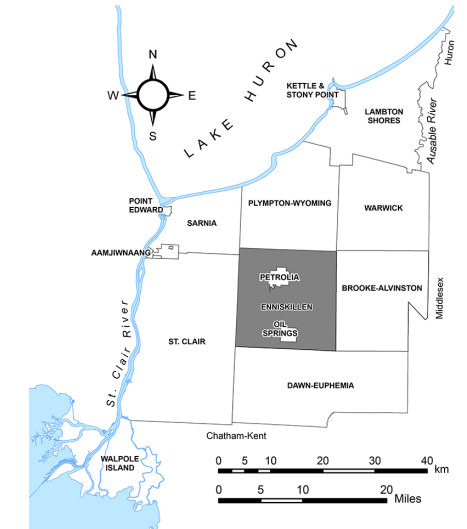 N
W
E
S
LAKE HURON
Huron
KETTLE &
STONY POINT
LAMBTON
SHORES
Ausable River
POINT
EDWARD
SARNIA
PLYMPTON-WYOMING
WARWICK
AAMJIWNAANG
PETROLIA
ENNISKILLEN
OIL
SPRINGS
BROOKE-ALVINSTON
Middlesex
ST. CLAIR
St. Clair River
DAWN-EUPHEMIA
Chatham-Kent
WALPOLE
ISLAND
0 5 10 20 30 40
km
0 5 10 20
Miles